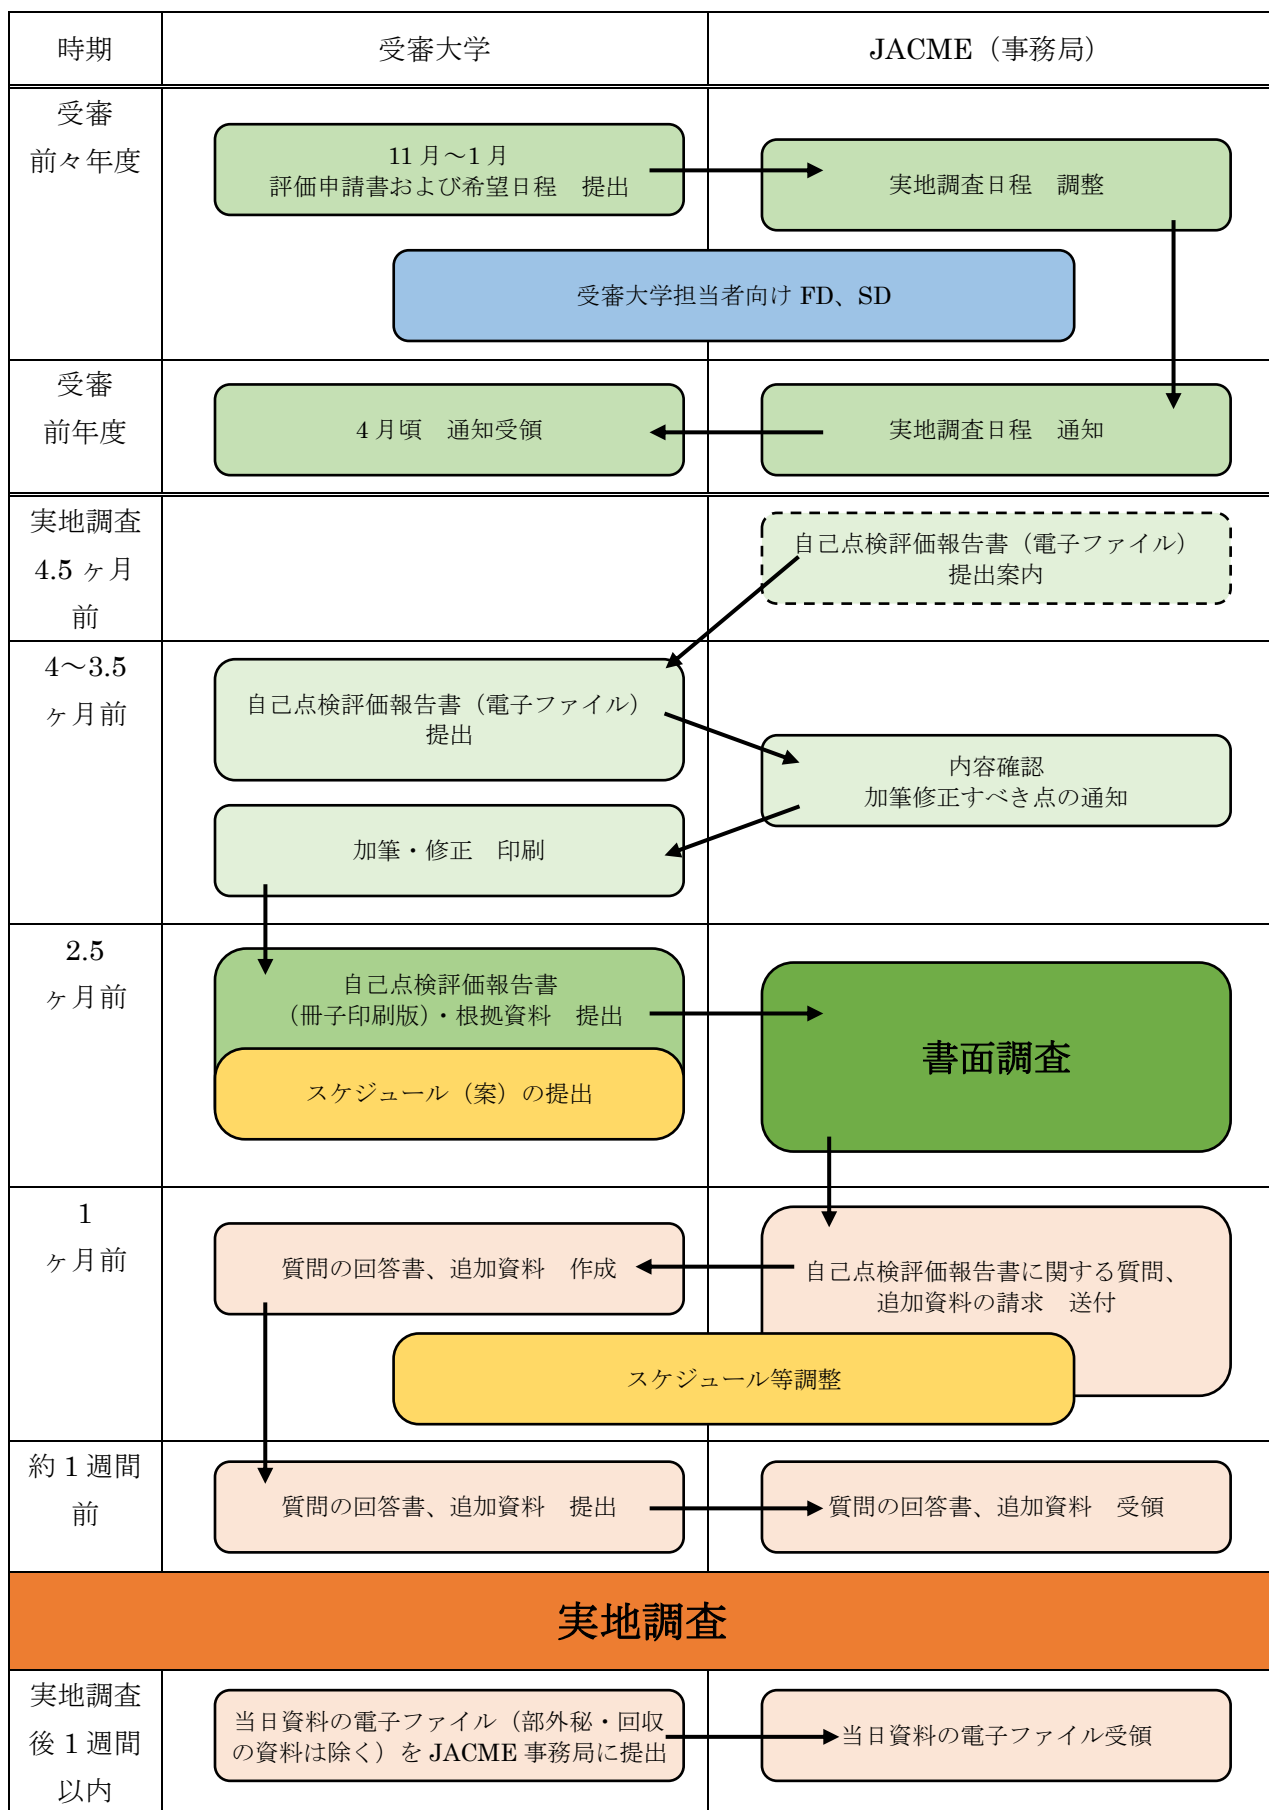 時期
受審大学
JACME（事務局）
受審
前々年度
11月～1月
評価申請書および希望日程　提出
実地調査日程　調整
受審大学担当者向け FD、SD
受審
前年度
4月頃　通知受領
実地調査日程　通知
実地調査
4.5ヶ月
前
自己点検評価報告書（電子ファイル）
提出案内
4～3.5
ヶ月前
自己点検評価報告書（電子ファイル）
提出
内容確認
加筆修正すべき点の通知
加筆・修正　印刷
2.5
ヶ月前
自己点検評価報告書
（冊子印刷版）・根拠資料　提出
スケジュール（案）の提出
書面調査
1
ヶ月前
質問の回答書、追加資料　作成
自己点検評価報告書に関する質問、
追加資料の請求　送付
スケジュール等調整
約1週間
前
質問の回答書、追加資料　提出
質問の回答書、追加資料　受領
実地調査
実地調査
後1週間
以内
当日資料の電子ファイル（部外秘・回収
の資料は除く）を JACME 事務局に提出
当日資料の電子ファイル受領